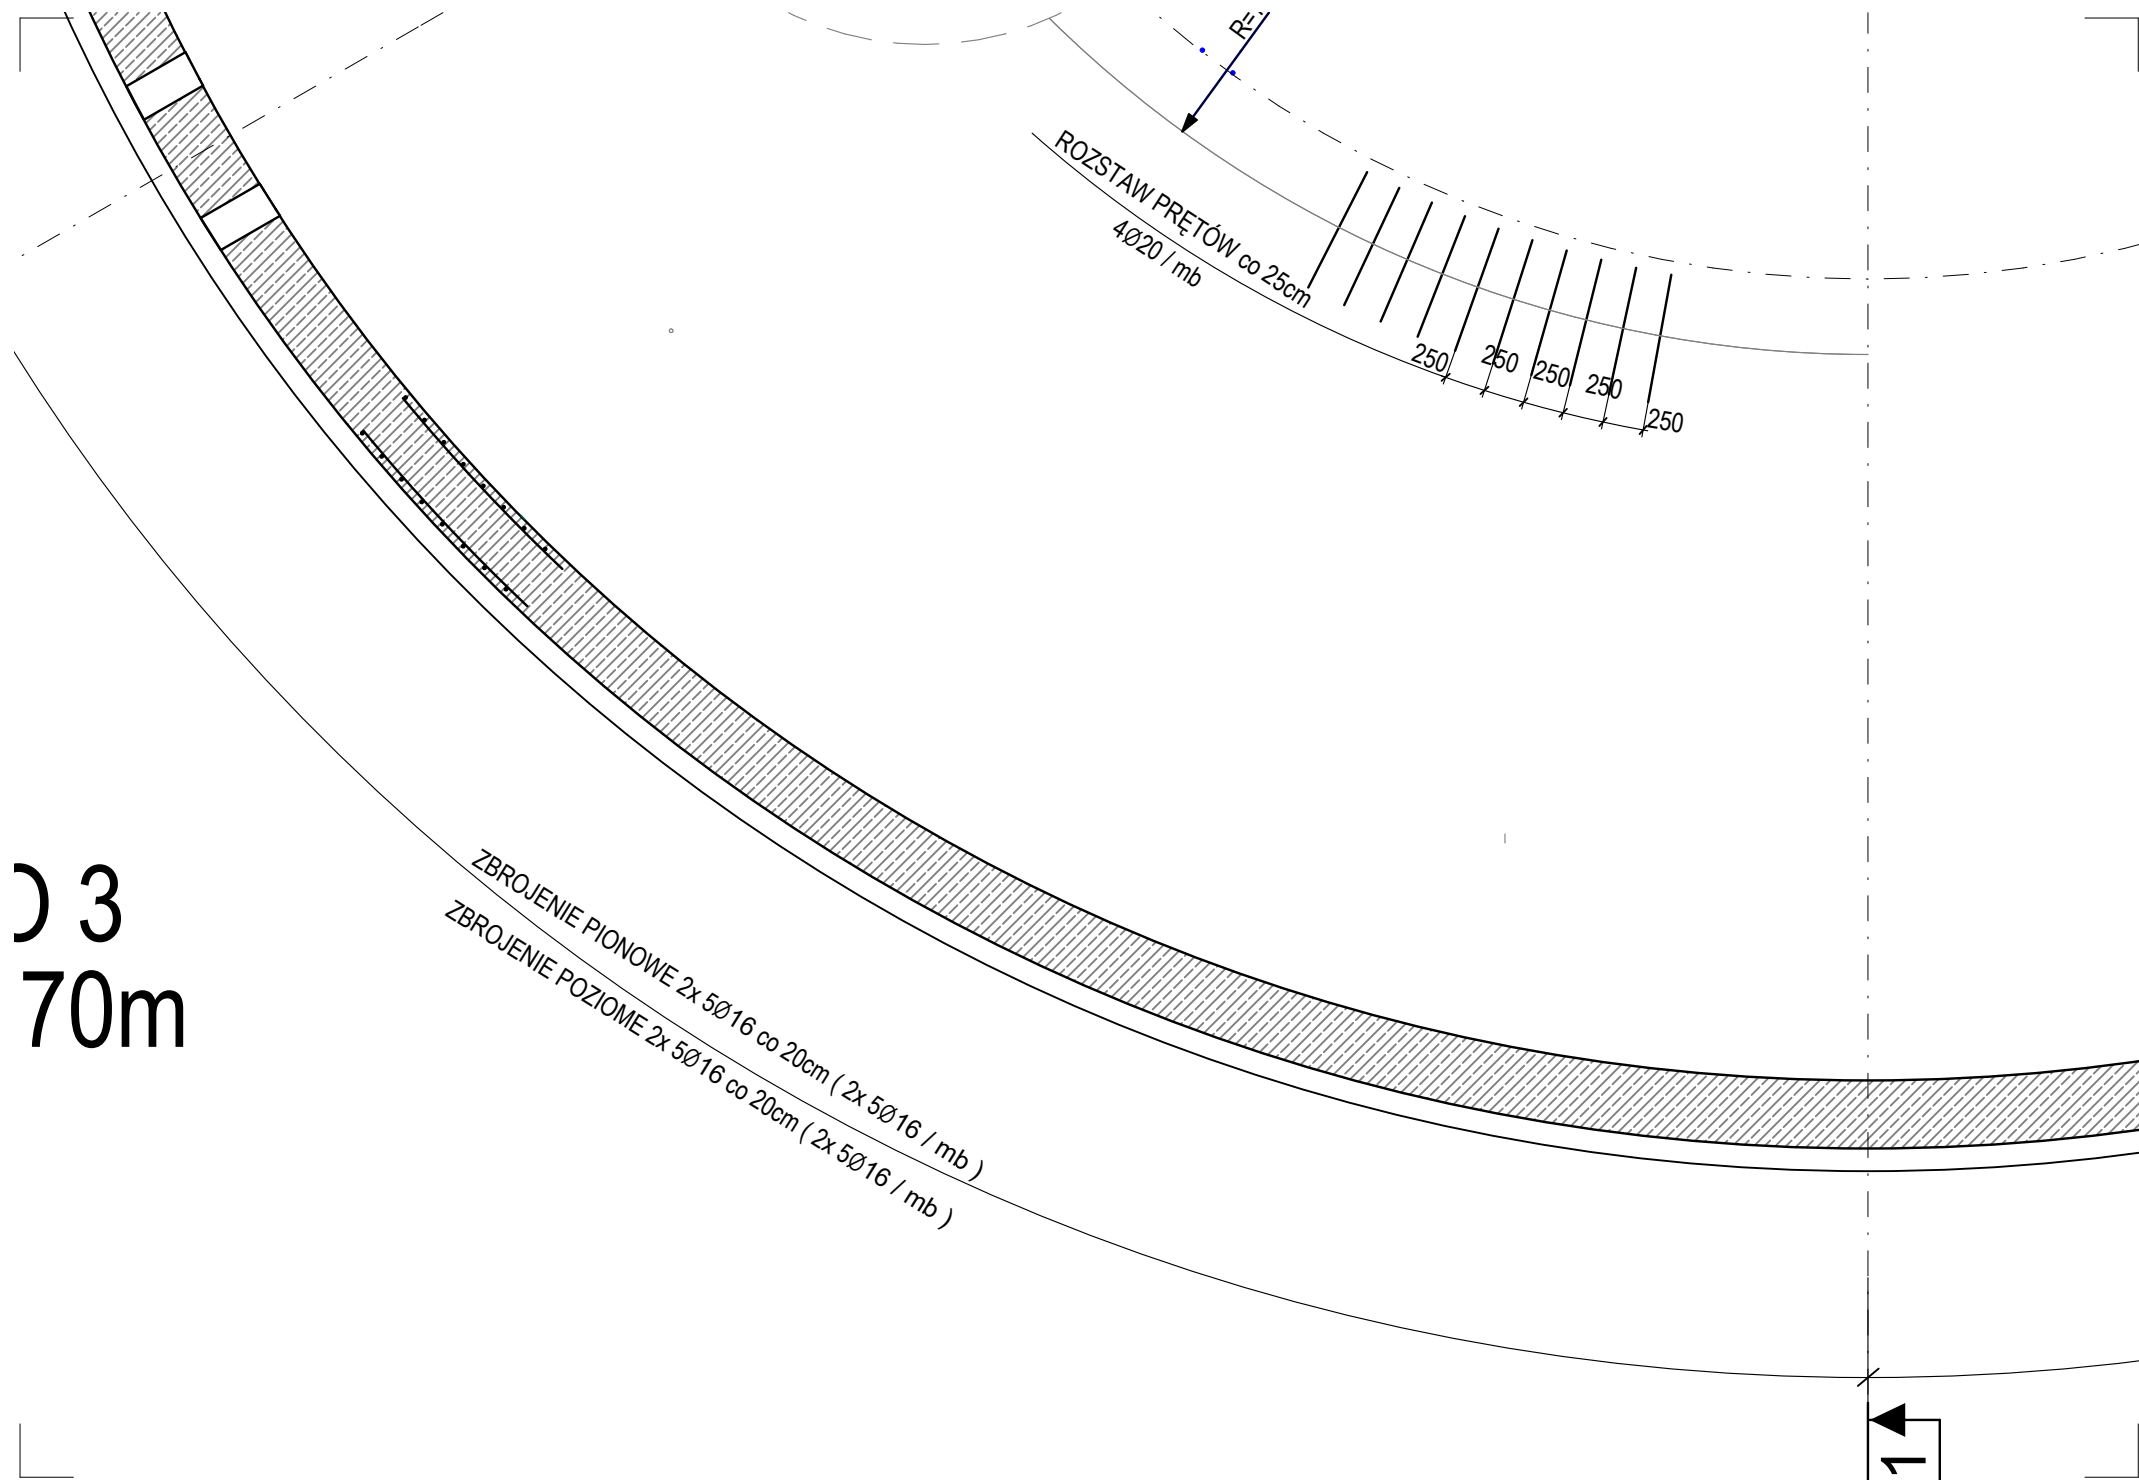 R=
ROZSTAW PRĘTÓW co 25cm
4Ø20 / mb
250
250
250
250
250
3
70m
ZBROJENIE PIONOWE 2x 5Ø16 co 20cm ( 2x 5Ø16 / mb )
ZBROJENIE POZIOME 2x 5Ø16 co 20cm ( 2x 5Ø16 / mb )
1